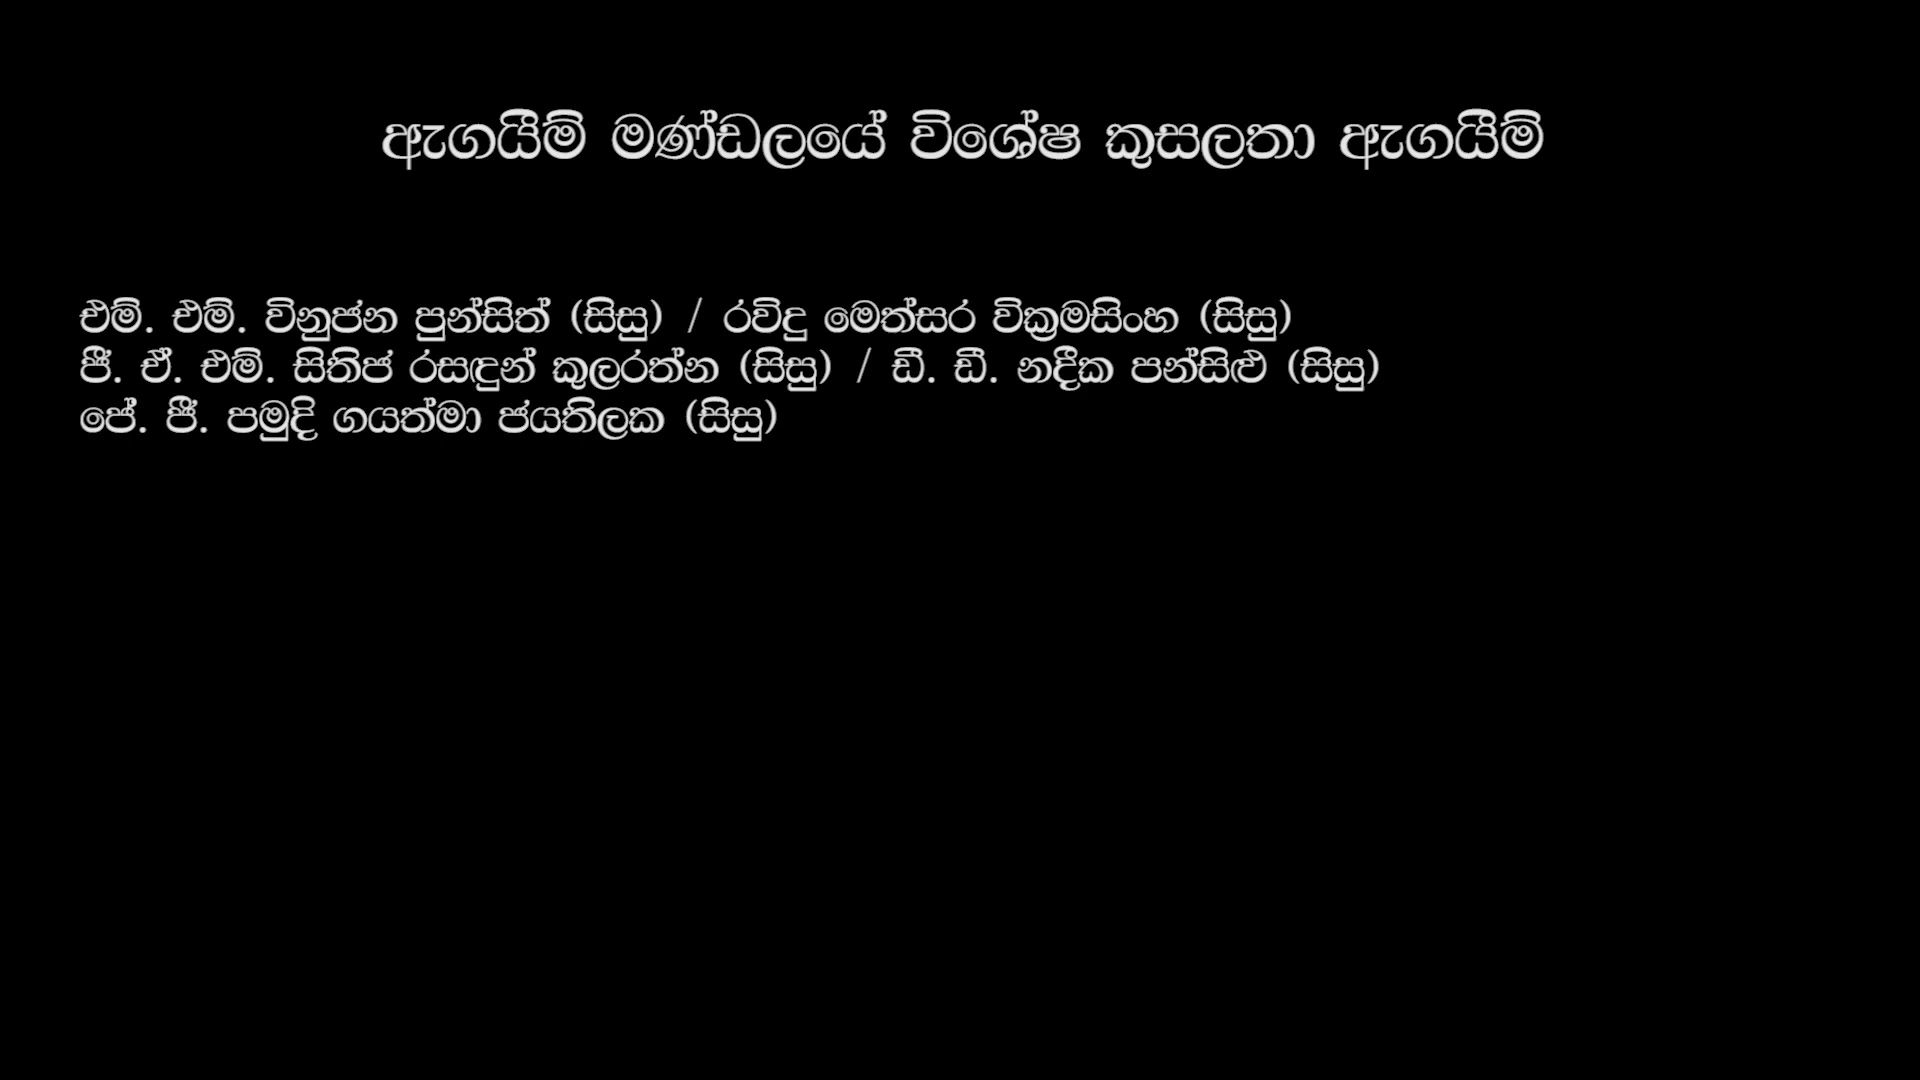 ඇගයීම් මණ්ඩලයේ විශේෂ කුසලතා ඇගයීම්
එම්. එම්. විනුජන පුන්සිත් (සිසු) / රවිදු මෙත්සර වික්‍රමසිංහ (සිසු)
ජී. ඒ. එම්. සිතිජ රසඳුන් කුලරත්න (සිසු) / ඩී. ඩී. නදීක පන්සිළු (සිසු)
ජේ. ජී. පමුදි ගයත්මා ජයතිලක (සිසු)